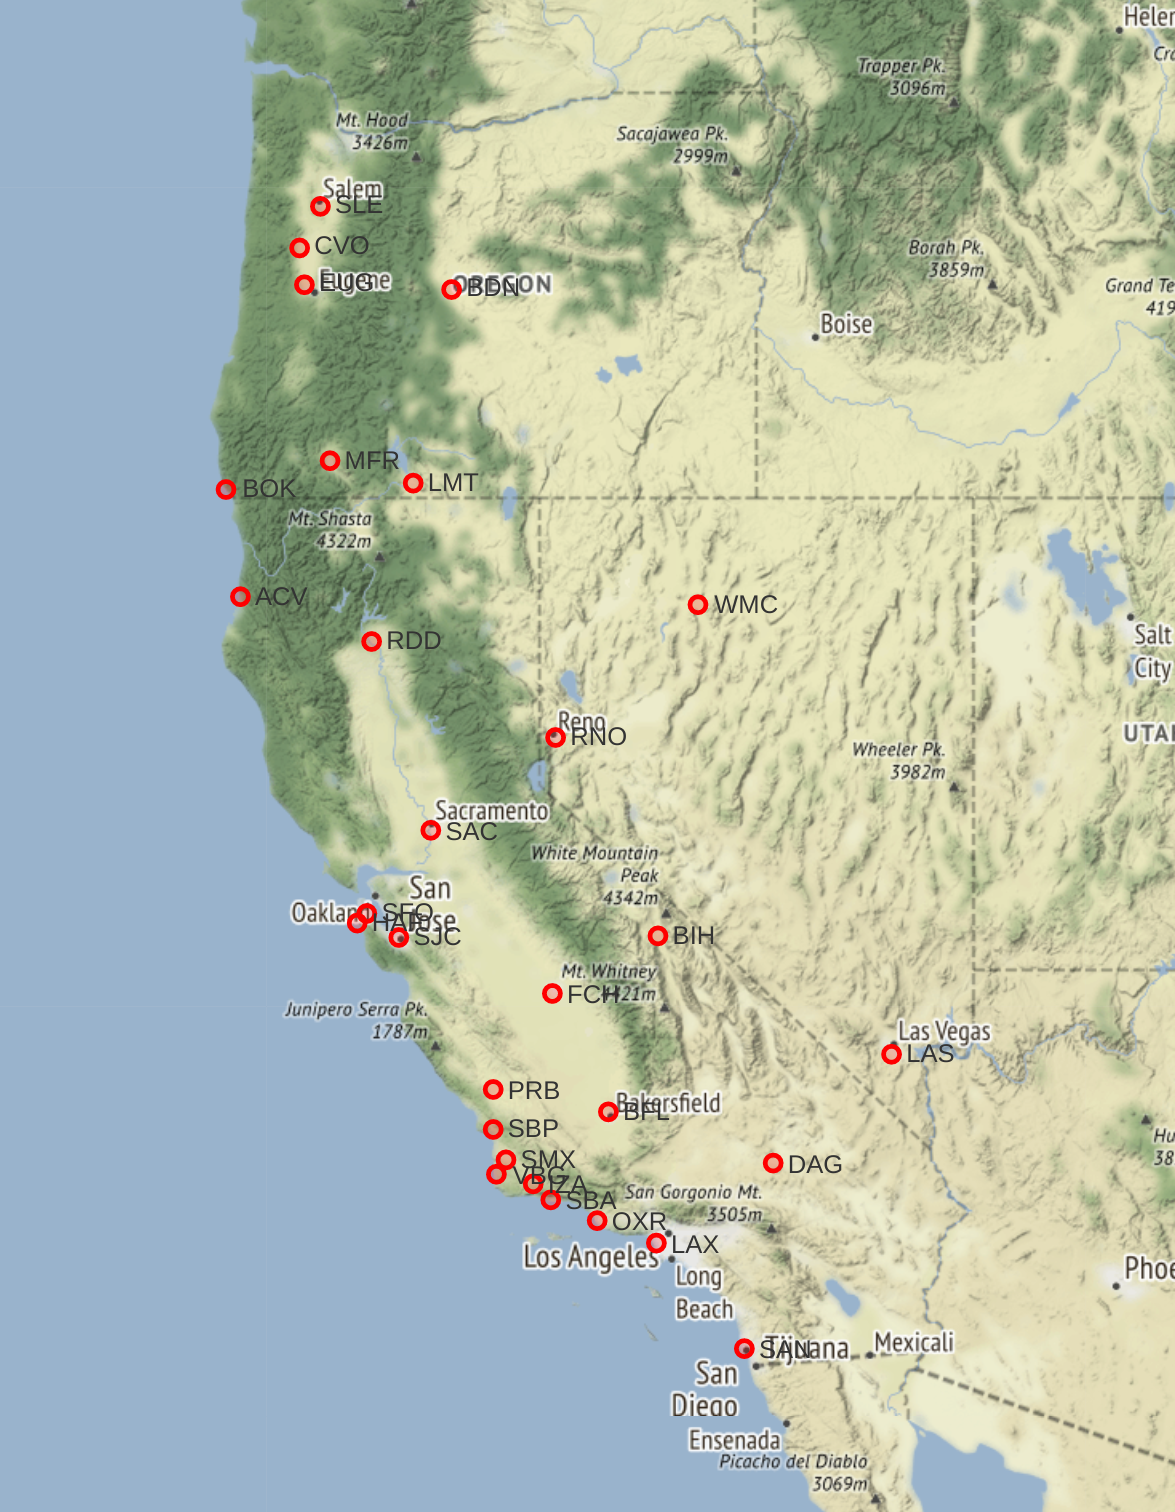 Helen
Cra
Trapper Pk.
3096m
Mt. Hood
3426m
Sacajawea Pk.
2999m
Salem
SLE
CVO
Eugene
EUG
OREGON
BDN
Borah Pk.
3859m
Grand Te
419
Boise
MFR
LMT
BOK
Mt. Shasta
4322m
ACV
WMC
RDD
Salt
City
Reno
RNO
UTAH
Wheeler Pk.
3982m
Sacramento
SAC
White Mountain
Peak
4342m
San
Jose
Oakland
SFO
HAF
SJC
BIH
Mt. Whitney
4421m
FCH
Junipero Serra Pk.
1787m
Las Vegas
LAS
PRB
Bakersfield
BFL
SBP
Hu
38
SMX
VBG
IZA
SBA
DAG
San Gorgonio Mt.
3505m
OXR
LAX
Los Angeles
Long
Beach
Phoe
SAN
Tijuana
Mexicali
San
Diego
Ensenada
Picacho del Diablo
3069m